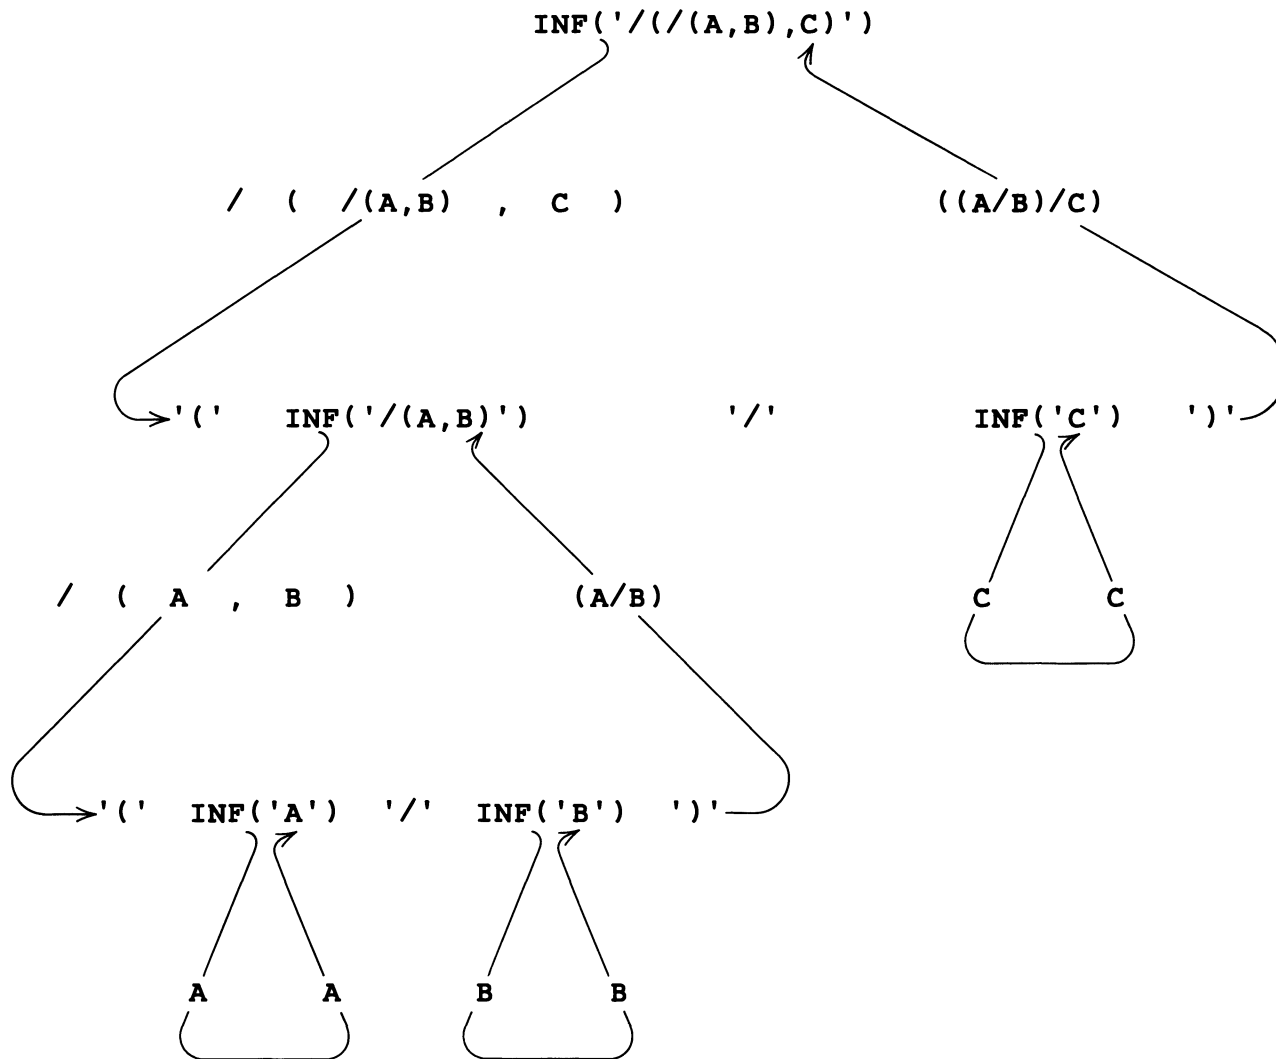 INF('/(/(A,B),C)')
/ ( /(A,B) , C ) ((A/B)/C)
'(' INF('/(A,B)') '/' INF('C') ')'
/ ( A , B ) (A/B) C C
'(' INF('A') '/' INF('B') ')'
A A B B